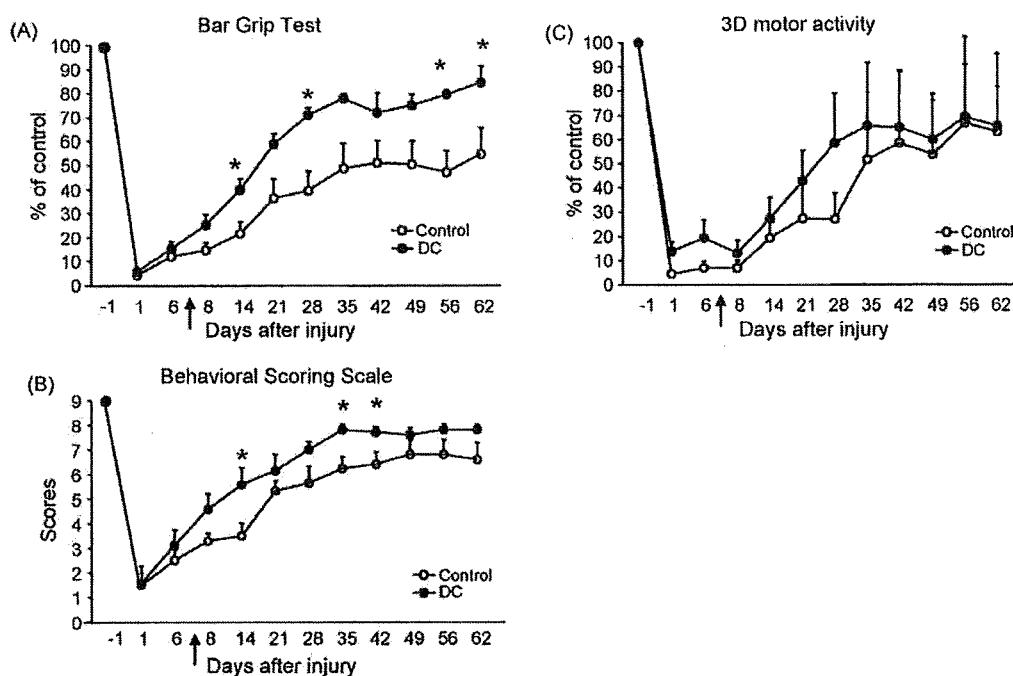 (A)
Bar Grip Test
% of control
100
90
80
70
60
50
40
30
20
10
0
* * * *
Control
DC
-1 1 6 8 14 21 28 35 42 49 56 62
Days after injury
(C)
3D motor activity
% of control
100
90
80
70
60
50
40
30
20
10
0
Control
DC
-1 1 6 8 14 21 28 35 42 49 56 62
Days after injury
(B)
Behavioral Scoring Scale
Scores
9
8
7
6
5
4
3
2
1
0
* * *
Control
DC
-1 1 6 8 14 21 28 35 42 49 56 62
Days after injury